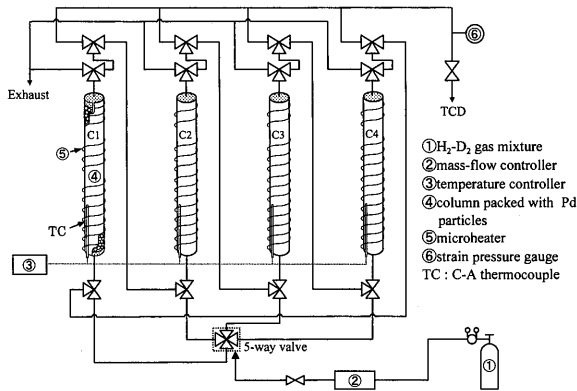 ⑥
Exhaust
TCD
C1
C2
C3
C4
⑤
④
TC
③
5-way valve
②
①
①H₂-D₂ gas mixture
②mass-flow controller
③temperature controller
④column packed with Pd
particles
⑤microheater
⑥strain pressure gauge
TC : C-A thermocouple